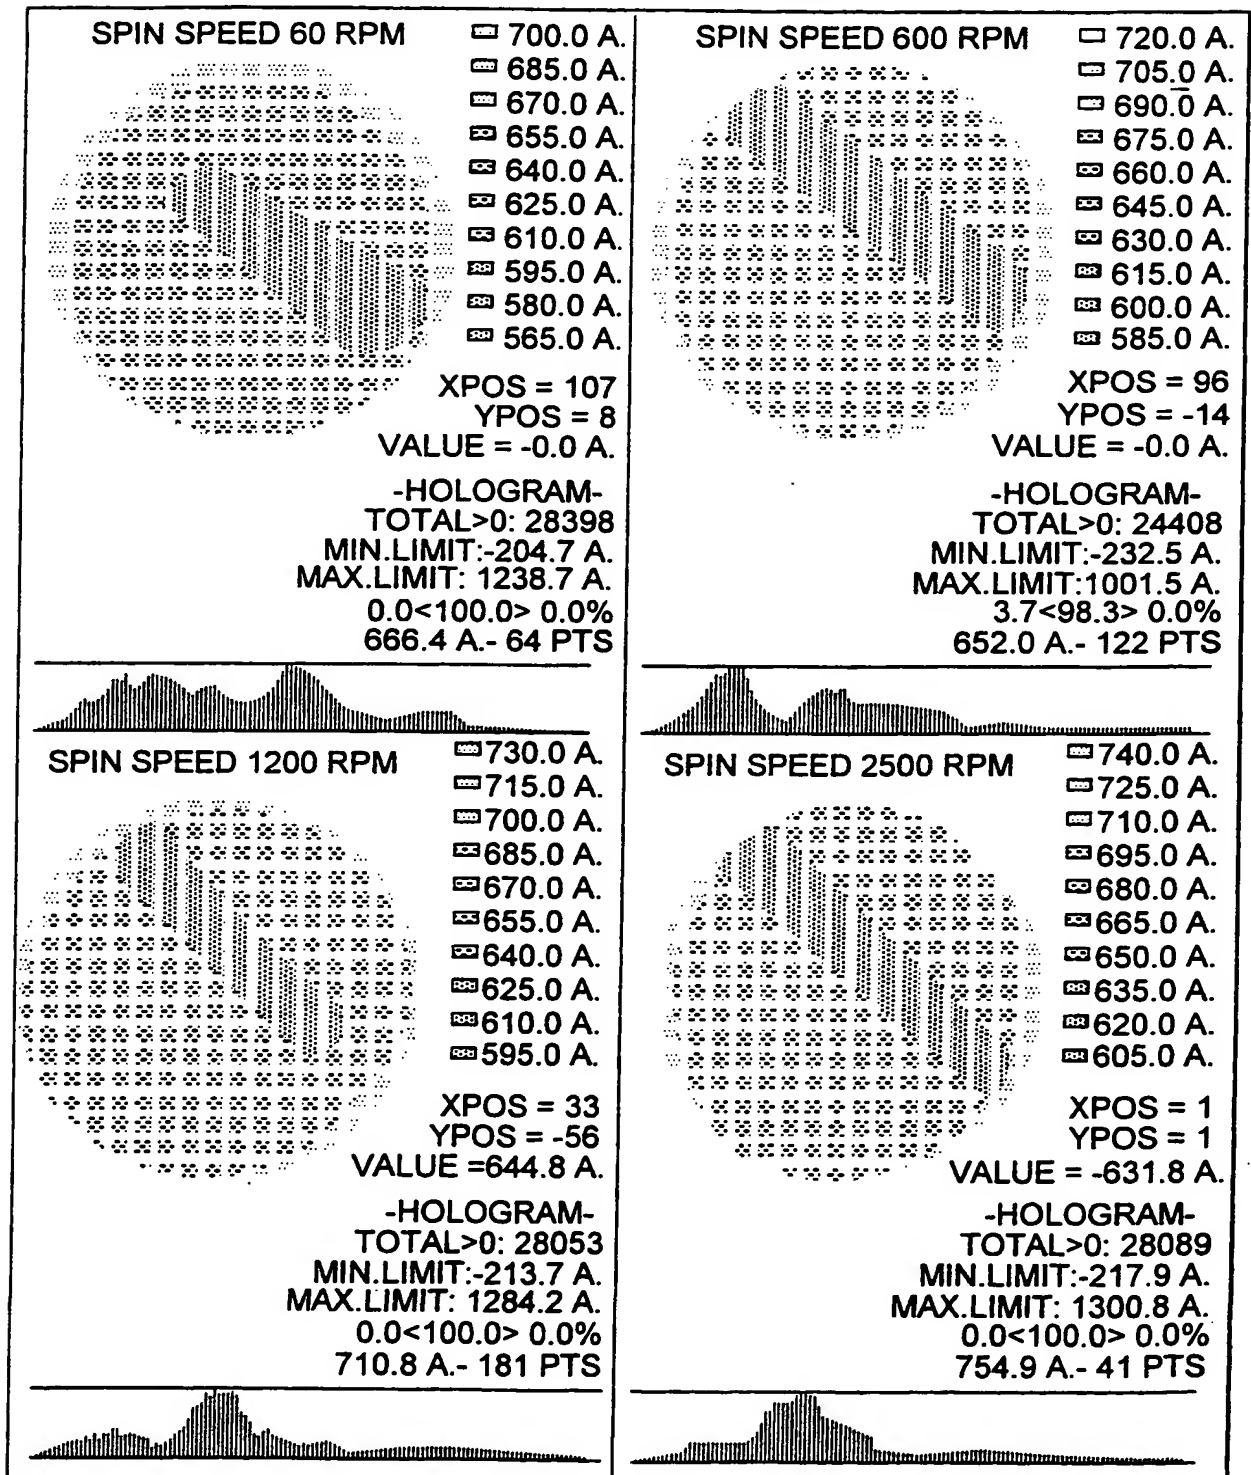 SPIN SPEED 60 RPM
700.0 A.
685.0 A.
670.0 A.
655.0 A.
640.0 A.
625.0 A.
610.0 A.
595.0 A.
580.0 A.
565.0 A.
XPOS = 107
YPOS = 8
VALUE = -0.0 A.
-HOLOGRAM-
TOTAL>0: 28398
MIN.LIMIT:-204.7 A.
MAX.LIMIT: 1238.7 A.
0.0<100.0> 0.0%
666.4 A.- 64 PTS
SPIN SPEED 600 RPM
720.0 A.
705.0 A.
690.0 A.
675.0 A.
660.0 A.
645.0 A.
630.0 A.
615.0 A.
600.0 A.
585.0 A.
XPOS = 96
YPOS = -14
VALUE = -0.0 A.
-HOLOGRAM-
TOTAL>0: 24408
MIN.LIMIT:-232.5 A.
MAX.LIMIT:1001.5 A.
3.7<98.3> 0.0%
652.0 A.- 122 PTS
SPIN SPEED 1200 RPM
730.0 A.
715.0 A.
700.0 A.
685.0 A.
670.0 A.
655.0 A.
640.0 A.
625.0 A.
610.0 A.
595.0 A.
XPOS = 33
YPOS = -56
VALUE =644.8 A.
-HOLOGRAM-
TOTAL>0: 28053
MIN.LIMIT:-213.7 A.
MAX.LIMIT: 1284.2 A.
0.0<100.0> 0.0%
710.8 A.- 181 PTS
SPIN SPEED 2500 RPM
740.0 A.
725.0 A.
710.0 A.
695.0 A.
680.0 A.
665.0 A.
650.0 A.
635.0 A.
620.0 A.
605.0 A.
XPOS = 1
YPOS = 1
VALUE = -631.8 A.
-HOLOGRAM-
TOTAL>0: 28089
MIN.LIMIT:-217.9 A.
MAX.LIMIT: 1300.8 A.
0.0<100.0> 0.0%
754.9 A.- 41 PTS